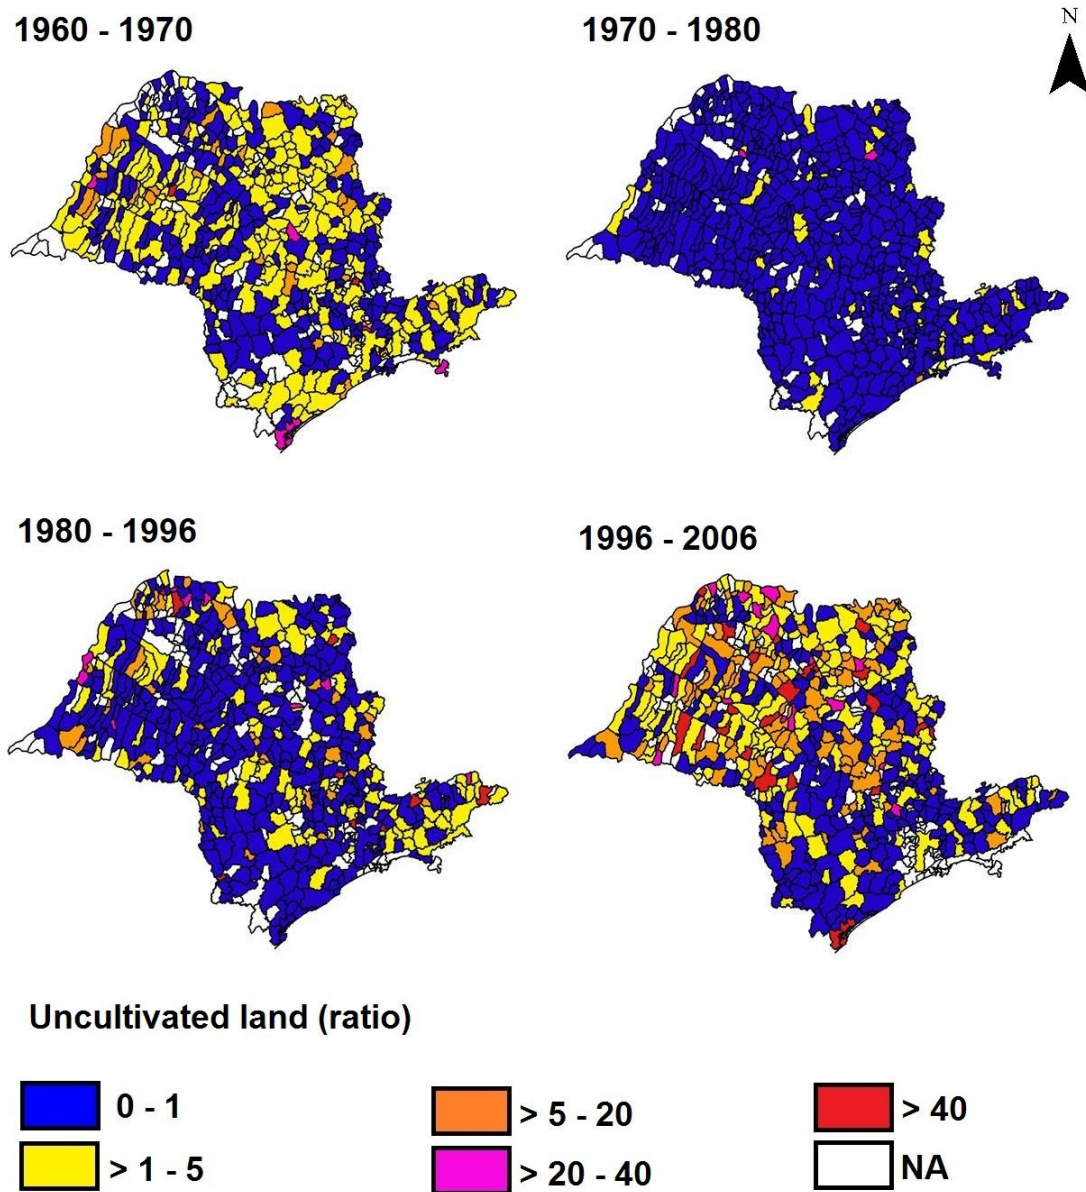 1960 - 1970
1970 - 1980
N
1980 - 1996
1996 - 2006
Uncultivated land (ratio)
0 - 1
> 5 - 20
> 40
> 1 - 5
> 20 - 40
NA